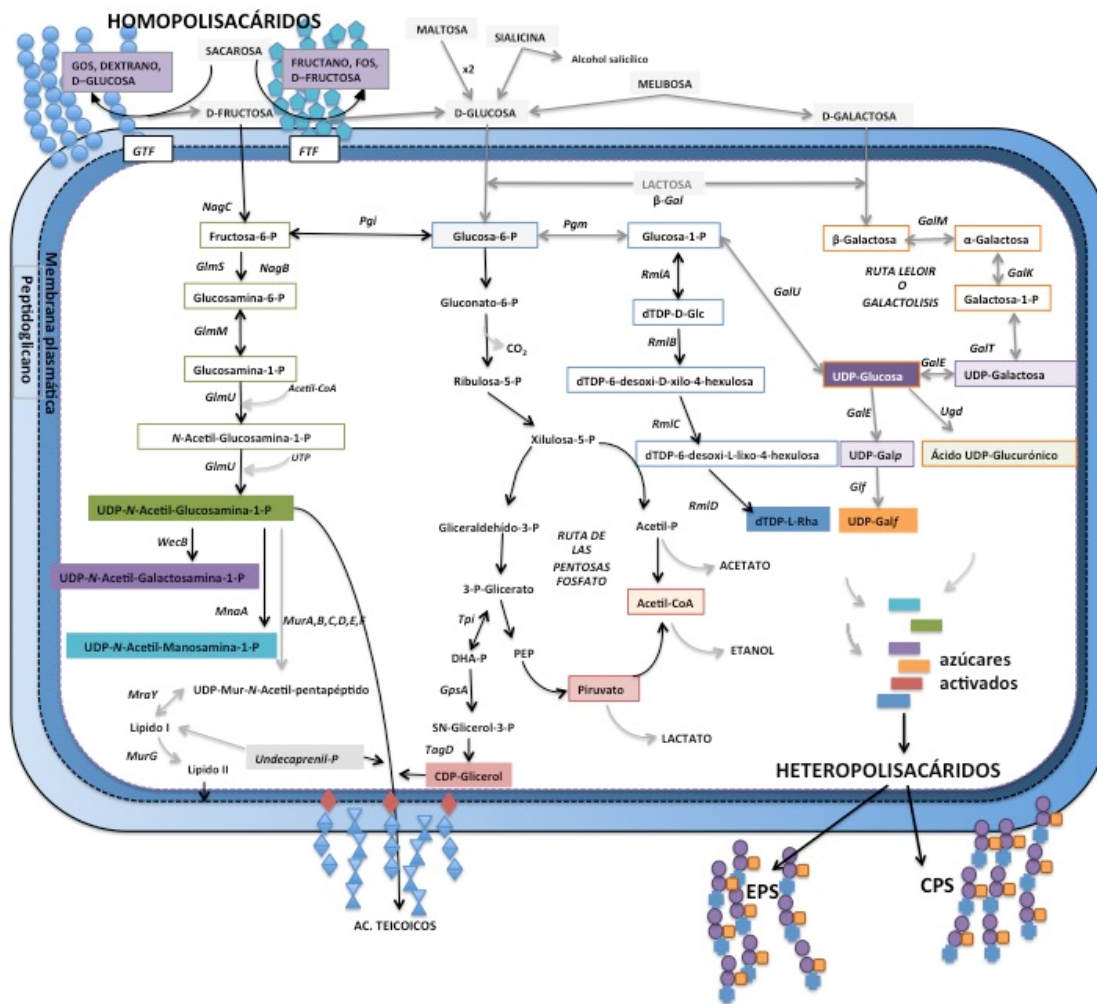 HOMOPOLISACÁRIDOS
GOS, DEXTRANO,
D–GLUCOSA
SACAROSA
FRUCTANO, FOS,
D–FRUCTOSA
MALTOSA
x2
SIALICINA
Alcohol salicílico
MELIBOSA
D-FRUCTOSA
D-GLUCOSA
D-GALACTOSA
GTF
FTF
LACTOSA
β-Gal
NagC
Fructosa-6-P
Pgi
Glucosa-6-P
Pgm
Glucosa-1-P
β-Galactosa
GalM
α-Galactosa
GlmS
NagB
Glucosamina-6-P
Gluconato-6-P
RmlA
GalU
RUTA LELOIR
O
GALACTOLISIS
GalK
Galactosa-1-P
dTDP-D-Glc
GlmM
CO2
RmlB
GalT
Glucosamina-1-P
Acetil-CoA
GlmU
Ribulosa-5-P
dTDP-6-desoxi-D-xilo-4-hexulosa
UDP-Glucosa
GalE
UDP-Galactosa
N-Acetil-Glucosamina-1-P
Xilulosa-5-P
RmlC
GalE
Ugd
GlmU
UTP
dTDP-6-desoxi-L-lixo-4-hexulosa
UDP-Galp
Ácido UDP-Glucurónico
Glf
UDP-N-Acetil-Glucosamina-1-P
RmlD
dTDP-L-Rha
UDP-Galf
Gliceraldehido-3-P
Acetil-P
RUTA DE
LAS
PENTOSAS
FOSFATO
WecB
UDP-N-Acetil-Galactosamina-1-P
ACETATO
3-P-Glicerato
Acetil-CoA
MnaA
MurA,B,C,D,E,F
Tpi
UDP-N-Acetil-Manosamina-1-P
DHA-P
PEP
ETANOL
azúcares
activados
UDP-Mur-N-Acetil-pentapéptido
GpsA
Piruvato
MraY
Lipido I
SN-Glicerol-3-P
LACTATO
MurG
Undecaprenil-P
TagD
Lipido II
CDP-Glicerol
HETEROPOLISACÁRIDOS
Peptidoglicano
Membrana plasmática
AC. TEICOICOS
EPS
CPS